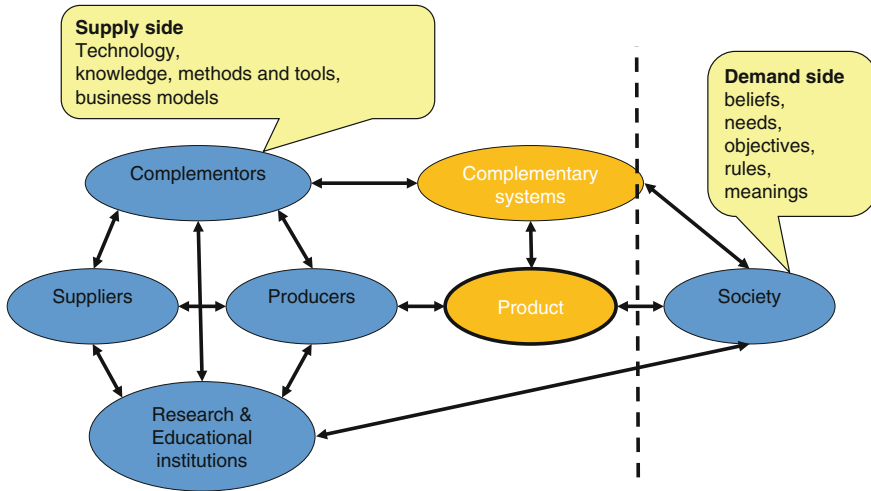 Supply side
Technology,
knowledge, methods and tools,
business models
Demand side
beliefs,
needs,
objectives,
rules,
meanings
Complementors
Complementary
systems
Suppliers
Producers
Product
Society
Research &
Educational
institutions